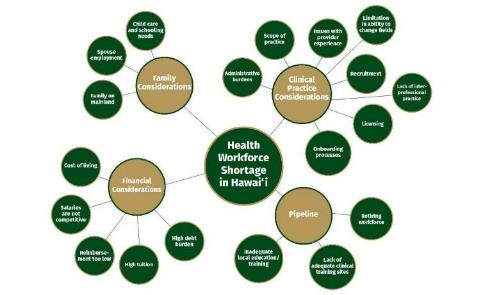 Child care
and schooling
needs
Spouse
employment
Family on
mainland
Family
Considerations
Limitation
in ability to
change fields
Issues with
provider
experience
Scope of
practice
Administrative
burdens
Clinical
Practice
Considerations
Recruitment
Lack of inter-
professional
practice
Licensing
Onboarding
processes
Health
Workforce
Shortage
in Hawaiʻi
Cost of living
Financial
Considerations
Salaries
are not
competitive
Reimburse-
ment too low
High tuition
High debt
burden
Pipeline
Retiring
workforce
Inadequate
local education/
training
Lack of
adequate clinical
training sites